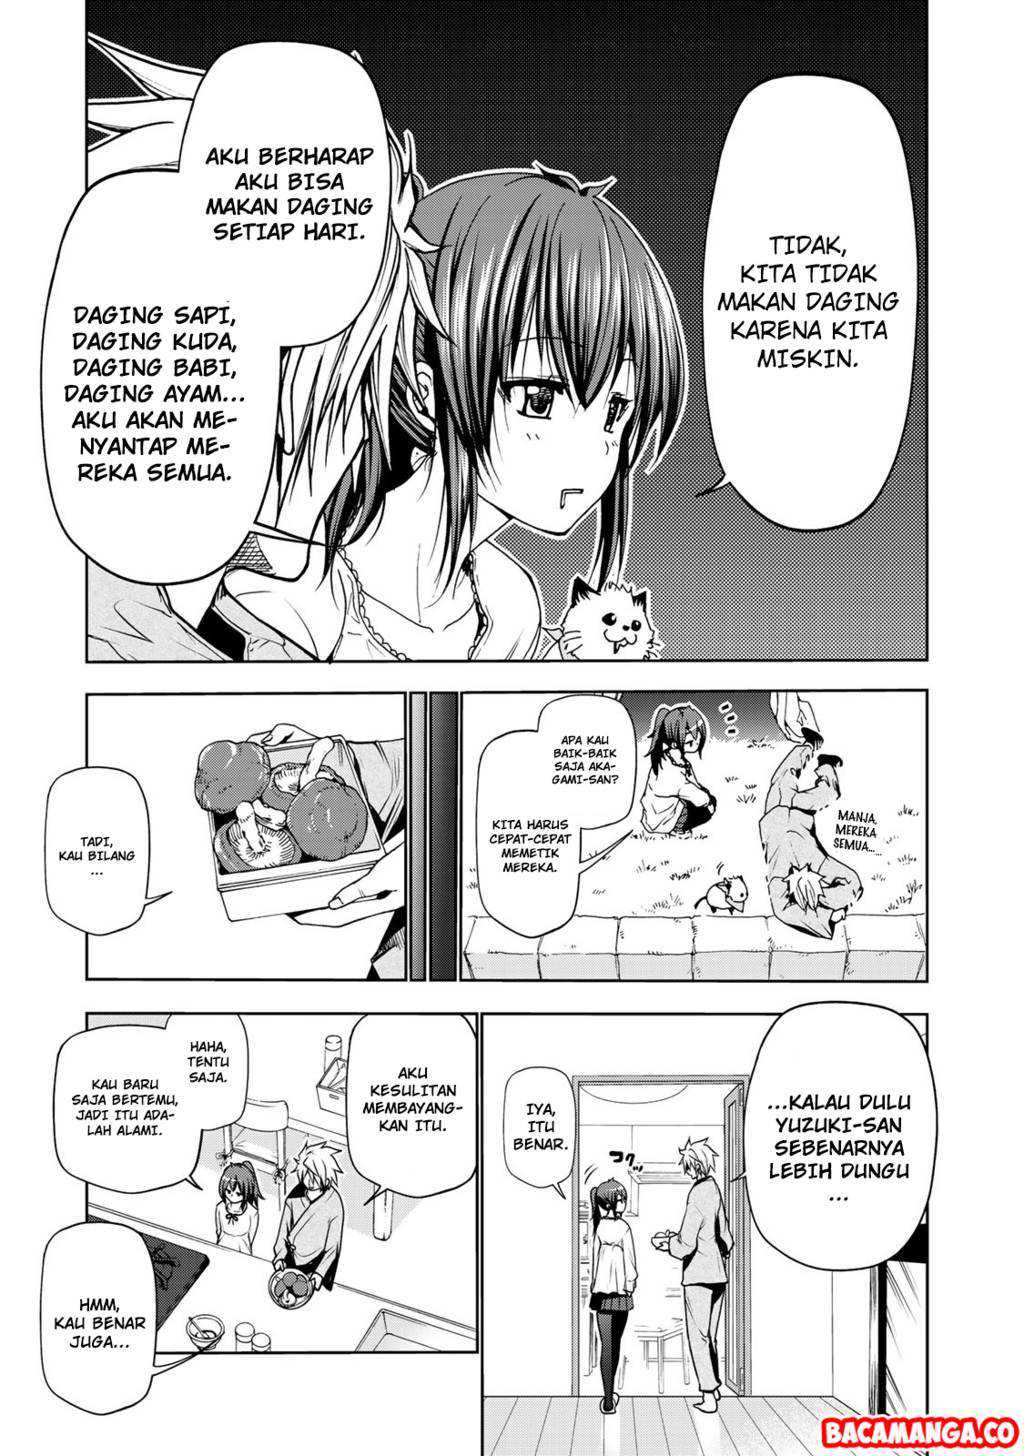 TIDAK,
KITA TIDAK
MAKAN DAGING
KARENA KITA
MISKIN.
AKU BERHARAP
AKU BISA
MAKAN DAGING
SETIAP HARI.
DAGING SAPI,
DAGING KUDA,
DAGING BABI,
DAGING AYAM...
AKU AKAN ME-
NYANTAP ME-
REKA SEMUA.
APA KAU
BAIK-BAIK
SAJA AKA-
GAMI-SAN?
KITA HARUS
CEPAT-CEPAT
MEMETIK
MEREKA.
MANJA,
MEREKA
SEMUA......
TADI,
KAU BILANG
...
...KALAU DULU
YUZUKI-SAN
SEBENARNYA
LEBIH DUNGU
...
IYA,
ITU
BENAR.
コクッ
AKU
KESULITAN
MEMBAYANG-
KAN ITU.
HAHA,
TENTU
SAJA.
KAU BARU
SAJA BERTEMU,
JADI ITU ADA-
LAH ALAMI.
HMM,
KAU BENAR
JUGA...
BACAMANGA.CO